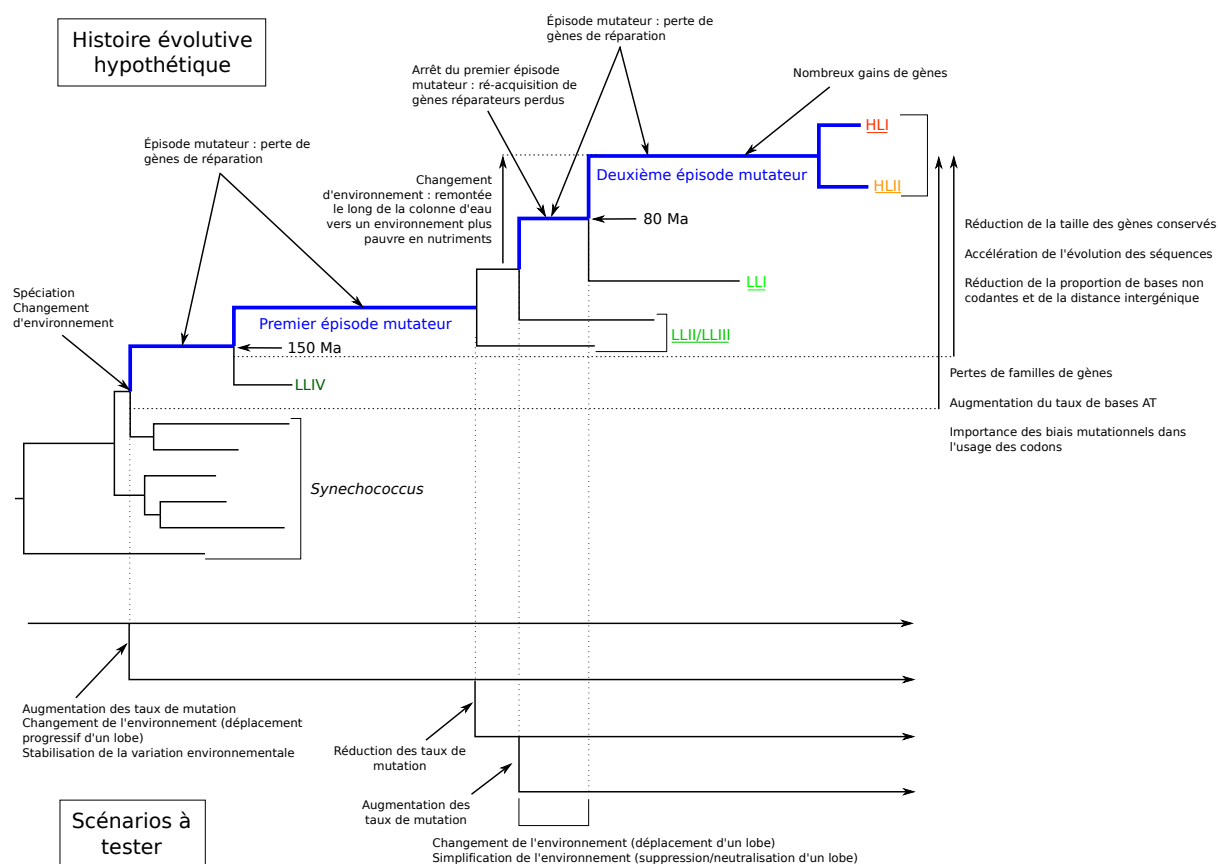 Histoire évolutive
hypothétique
Épisode mutateur : perte de
gènes de réparation
Arrêt du premier épisode
mutateur : ré-acquisition de
gènes réparateurs perdus
Nombreux gains de gènes
HLI
Épisode mutateur : perte de
gènes de réparation
Deuxième épisode mutateur
HLII
Changement
d'environnement : remontée
le long de la colonne d'eau
vers un environnement plus
pauvre en nutriments
80 Ma
Réduction de la taille des gènes conservés
Accélération de l'évolution des séquences
Réduction de la proportion de bases non
codantes et de la distance intergénique
LLI
Spéciation
Changement
d'environnement
Premier épisode mutateur
LLII/LLIII
150 Ma
LLIV
Pertes de familles de gènes
Augmentation du taux de bases AT
Importance des biais mutationnels dans
l'usage des codons
Synechococcus
Augmentation des taux de mutation
Changement de l'environnement (déplacement
progressif d'un lobe)
Stabilisation de la variation environnementale
Réduction des taux de
mutation
Augmentation des
taux de mutation
Scénarios à
tester
Changement de l'environnement (déplacement d'un lobe)
Simplification de l'environnement (suppression/neutralisation d'un lobe)